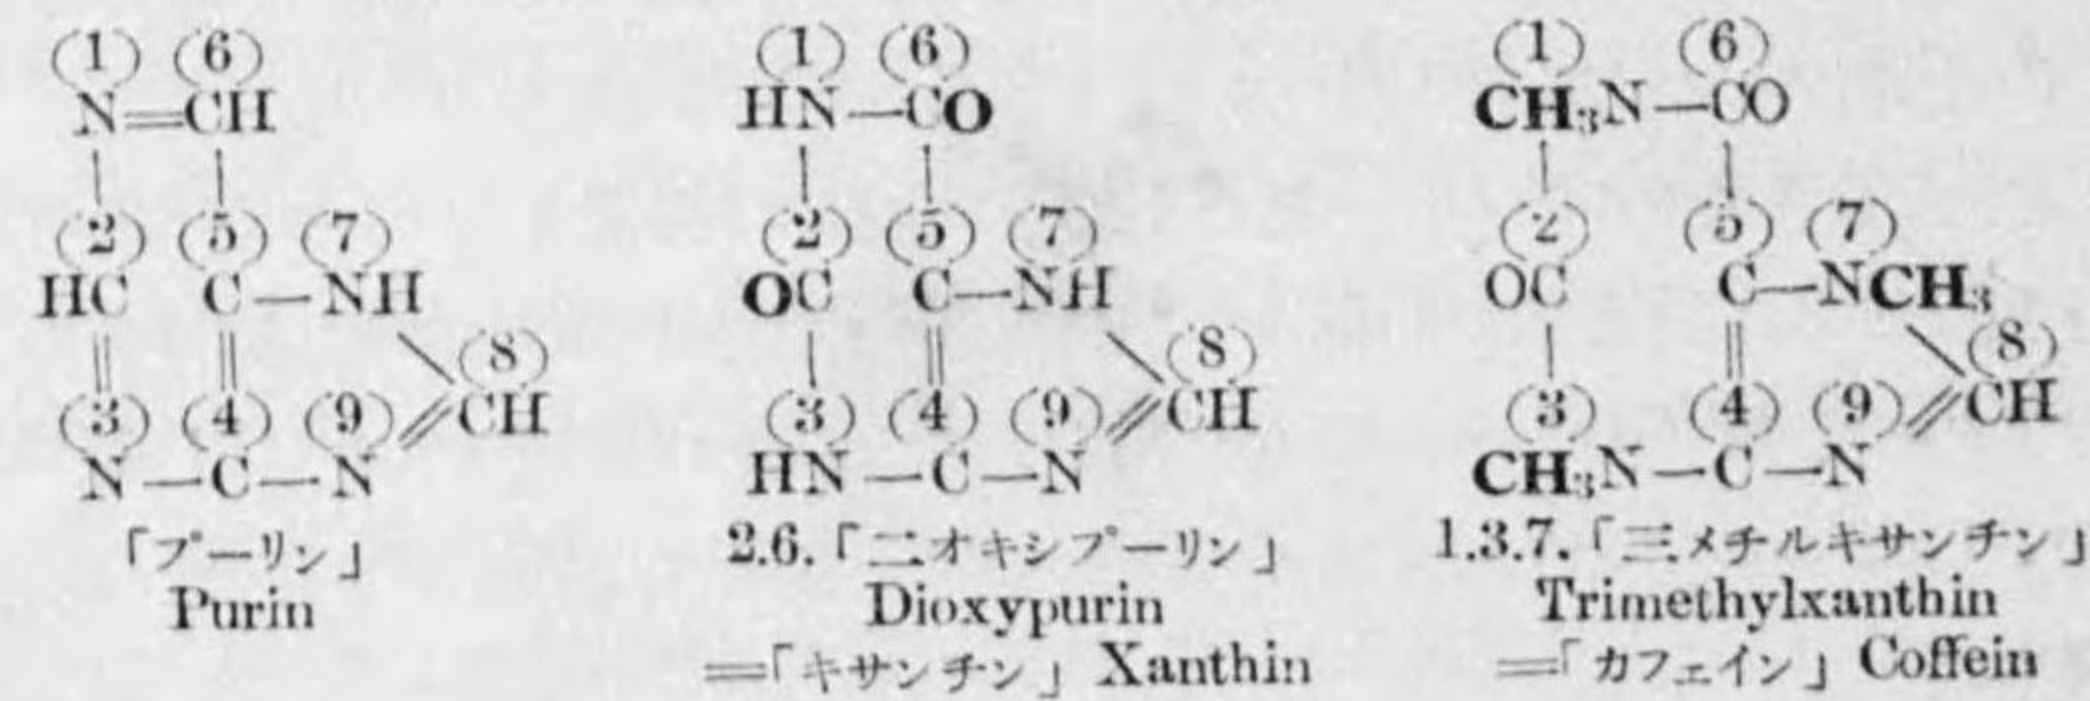 (1) (6)
N=CH
(2) (5) (7)
HC C—NH
(8)
(3) (4) (9) CH
N—C—N
「プーリン」
Purin
(1) (6)
HN—CO
(2) (5) (7)
OC C—NH
(8)
(3) (4) (9) CH
HN—C—N
2.6.「二オキシプーリン」
Dioxypurin
=「キサンチン」 Xanthin
(1) (6)
CH₃N—CO
(2) (5) (7)
OC C—NCH₃
(8)
(3) (4) (9) CH
CH₃N—C—N
1.3.7.「三メチルキサンチン」
Trimethylxanthin
=「カフェイン」 Coffein